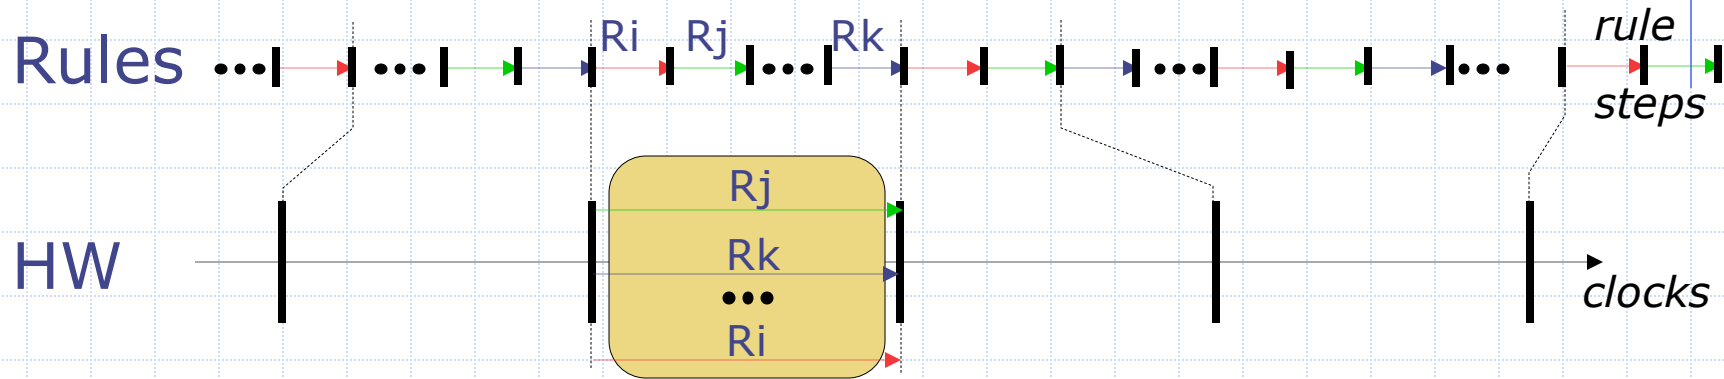 Rules
Ri Rj Rk
rule
steps
HW
Rj
Rk
Ri
clocks